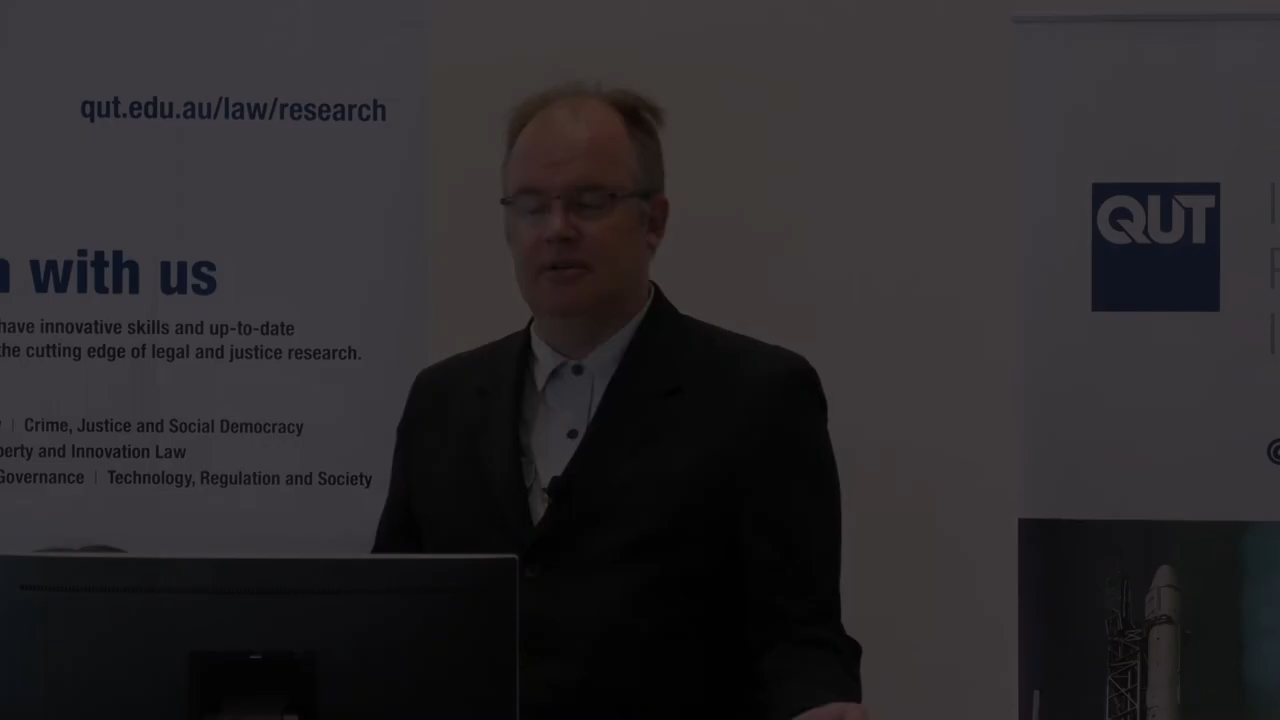 qut.edu.au/law/research
with us
have innovative skills and up-to-date
the cutting edge of legal and justice research.
Crime, Justice and Social Democracy
and Innovation Law
Governance | Technology, Regulation and Society
QUT